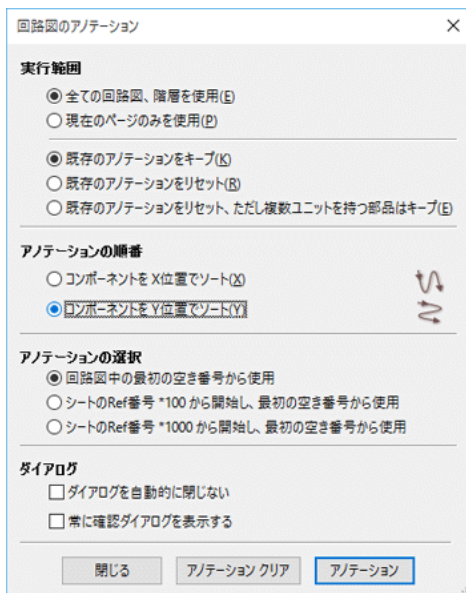 回路図のアノテーション
実行範囲
全ての回路図、階層を使用(E)
現在のページのみを使用(P)
既存のアノテーションをキープ(K)
既存のアノテーションをリセット(R)
既存のアノテーションをリセット、ただし複数ユニットを持つ部品はキープ(E)
アノテーションの順番
コンポーネントを X位置でソート(X)
コンポーネントを Y位置でソート(Y)
アノテーションの選択
回路図中の最初の空き番号から使用
シートのRef番号 *100 から開始し、最初の空き番号から使用
シートのRef番号 *1000 から開始し、最初の空き番号から使用
ダイアログ
ダイアログを自動的に閉じない
常に確認ダイアログを表示する
閉じる アノテーション クリア アノテーション